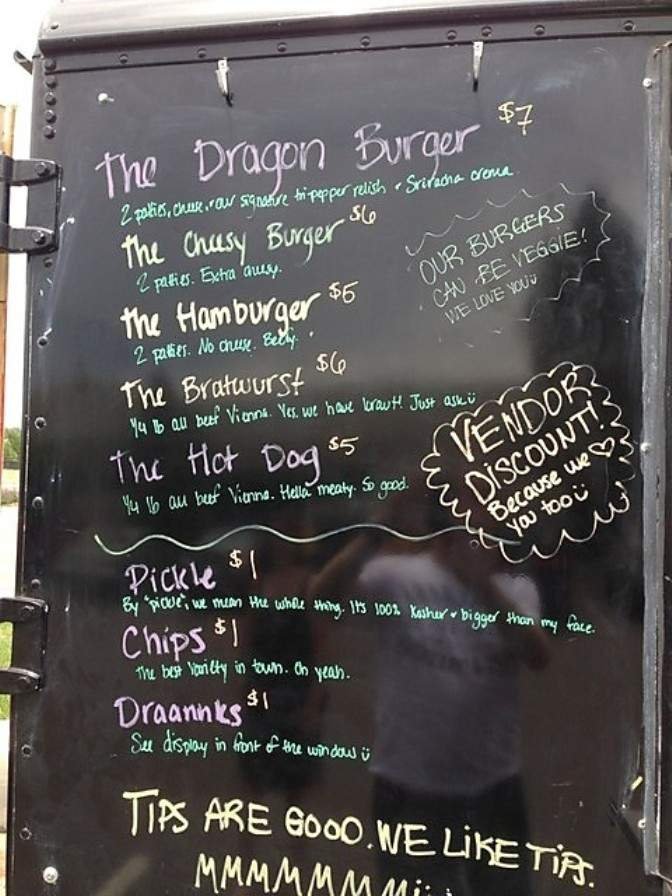 The Dragon Burger $7
2 patties, cheese, + our signature tri-pepper relish + Sriracha crema.
The Cheesy Burger $6
2 patties. Extra cheesy.
OUR BURGERS
CAN BE VEGGIE!
WE LOVE YOU
The Hamburger $5
2 patties. No cheese.
The Bratwurst $6
1/4 lb all beef Vienna. Yes, we have kraut! Just ask
VENDOR
DISCOUNT!
Because we ♡
you too
The Hot Dog $5
1/4 lb all beef Vienna. Hella meaty. So good.
Pickle $1
By "pickle", we mean the whole thing. It's 100% Kosher + bigger than my face.
Chips $1
The best variety in town. Oh yeah.
Draannks $1
See display in front of the window
TIPS ARE GOOD. WE LIKE TIPS.